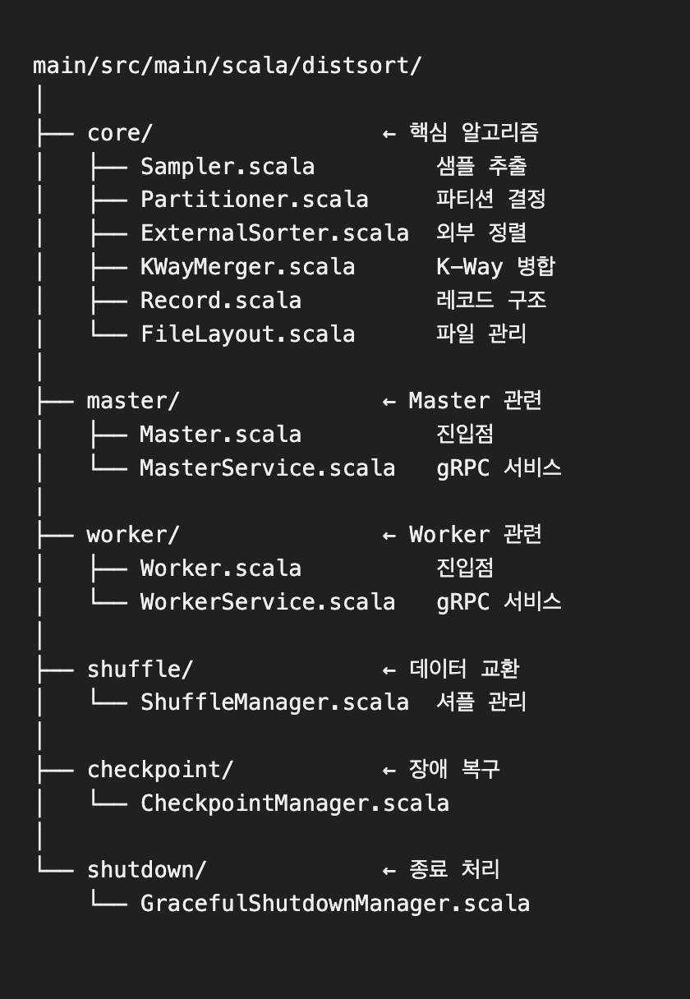 main/src/main/scala/distsort/
│
├── core/                 ← 핵심 알고리즘
│   ├── Sampler.scala         샘플 추출
│   ├── Partitioner.scala     파티션 결정
│   ├── ExternalSorter.scala  외부 정렬
│   ├── KWayMerger.scala      K-Way 병합
│   ├── Record.scala          레코드 구조
│   └── FileLayout.scala      파일 관리
│
├── master/               ← Master 관련
│   ├── Master.scala          진입점
│   └── MasterService.scala   gRPC 서비스
│
├── worker/               ← Worker 관련
│   ├── Worker.scala          진입점
│   └── WorkerService.scala   gRPC 서비스
│
├── shuffle/              ← 데이터 교환
│   └── ShuffleManager.scala  셔플 관리
│
├── checkpoint/           ← 장애 복구
│   └── CheckpointManager.scala
│
└── shutdown/             ← 종료 처리
    └── GracefulShutdownManager.scala